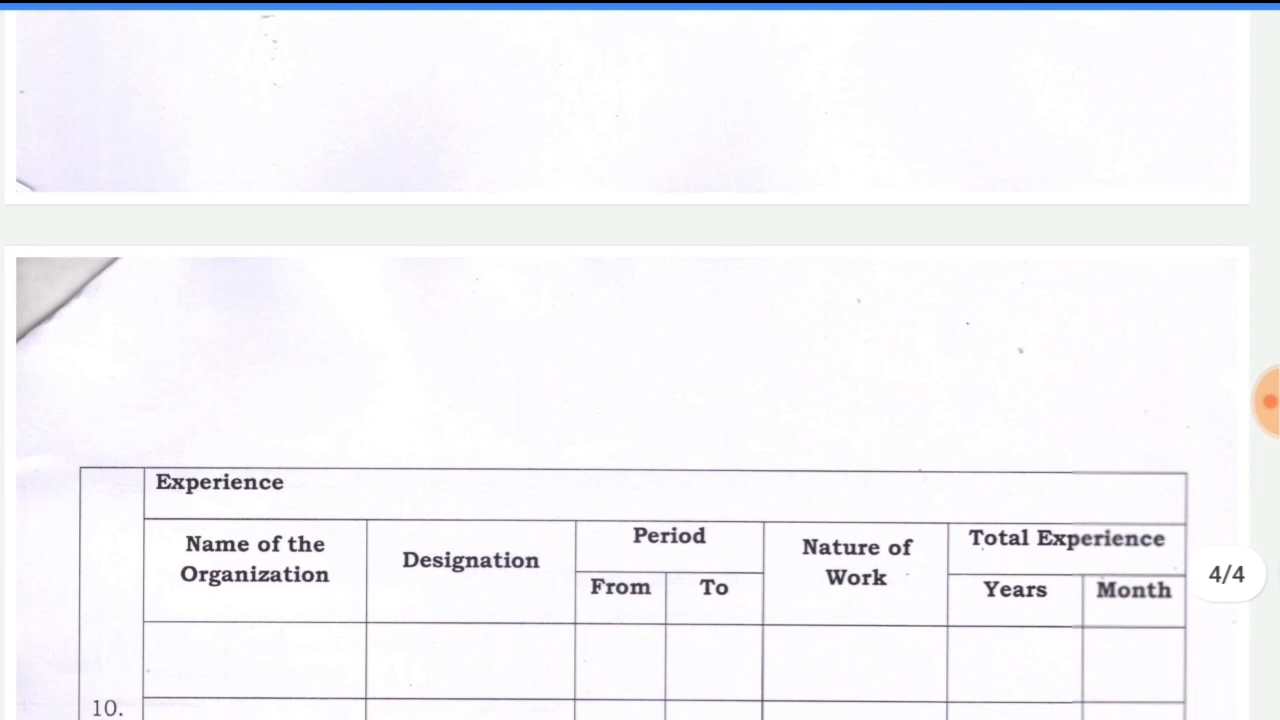 Experience
Name of the
Organization
Designation
Period
From
To
Nature of
Work
Total Experience
Years
Month
10.
4/4